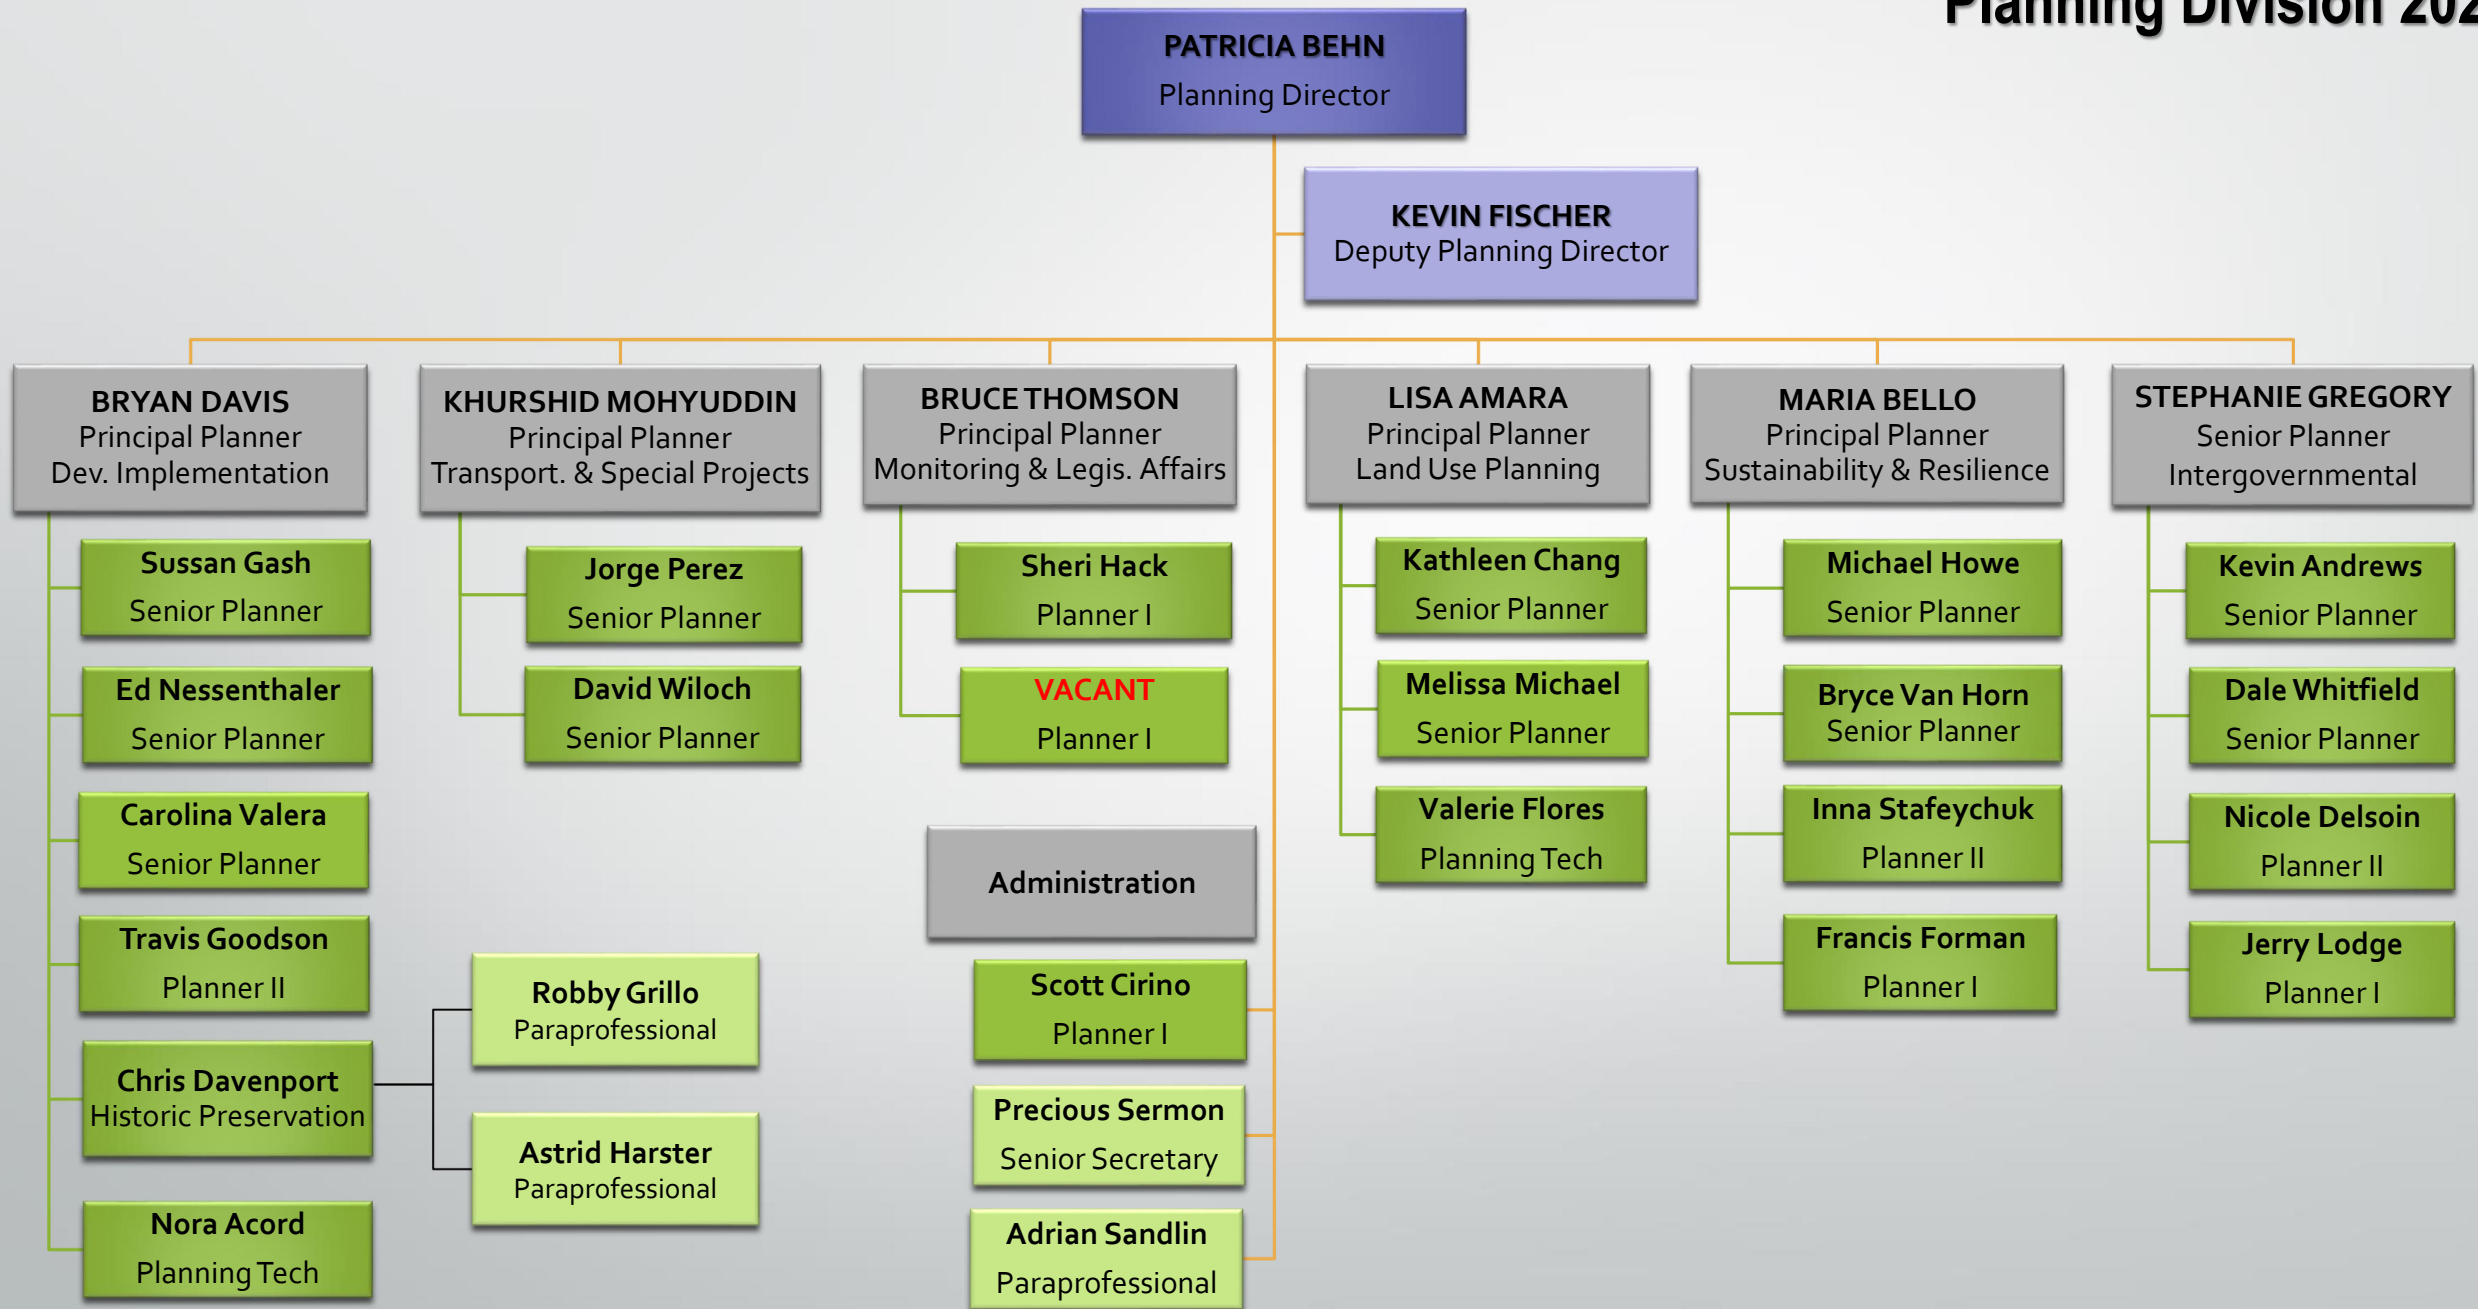 Planning Division 202
PATRICIA BEHN
Planning Director
KEVIN FISCHER
Deputy Planning Director
BRYAN DAVIS
Principal Planner
Dev. Implementation
Sussan Gash
Senior Planner
Ed Nessenthaler
Senior Planner
Carolina Valera
Senior Planner
Travis Goodson
Planner II
Chris Davenport
Historic Preservation
Robby Grillo
Paraprofessional
Astrid Harster
Paraprofessional
Nora Acord
Planning Tech
KHURSHID MOHYUDDIN
Principal Planner
Transport. & Special Projects
Jorge Perez
Senior Planner
David Wiloch
Senior Planner
BRUCE THOMSON
Principal Planner
Monitoring & Legis. Affairs
Sheri Hack
Planner I
VACANT
Planner I
Administration
Scott Cirino
Planner I
Precious Sermon
Senior Secretary
Adrian Sandlin
Paraprofessional
LISA AMARA
Principal Planner
Land Use Planning
Kathleen Chang
Senior Planner
Melissa Michael
Senior Planner
Valerie Flores
Planning Tech
MARIA BELLO
Principal Planner
Sustainability & Resilience
Michael Howe
Senior Planner
Bryce Van Horn
Senior Planner
Inna Stafeychuk
Planner II
Francis Forman
Planner I
STEPHANIE GREGORY
Senior Planner
Intergovernmental
Kevin Andrews
Senior Planner
Dale Whitfield
Senior Planner
Nicole Delsoin
Planner II
Jerry Lodge
Planner I